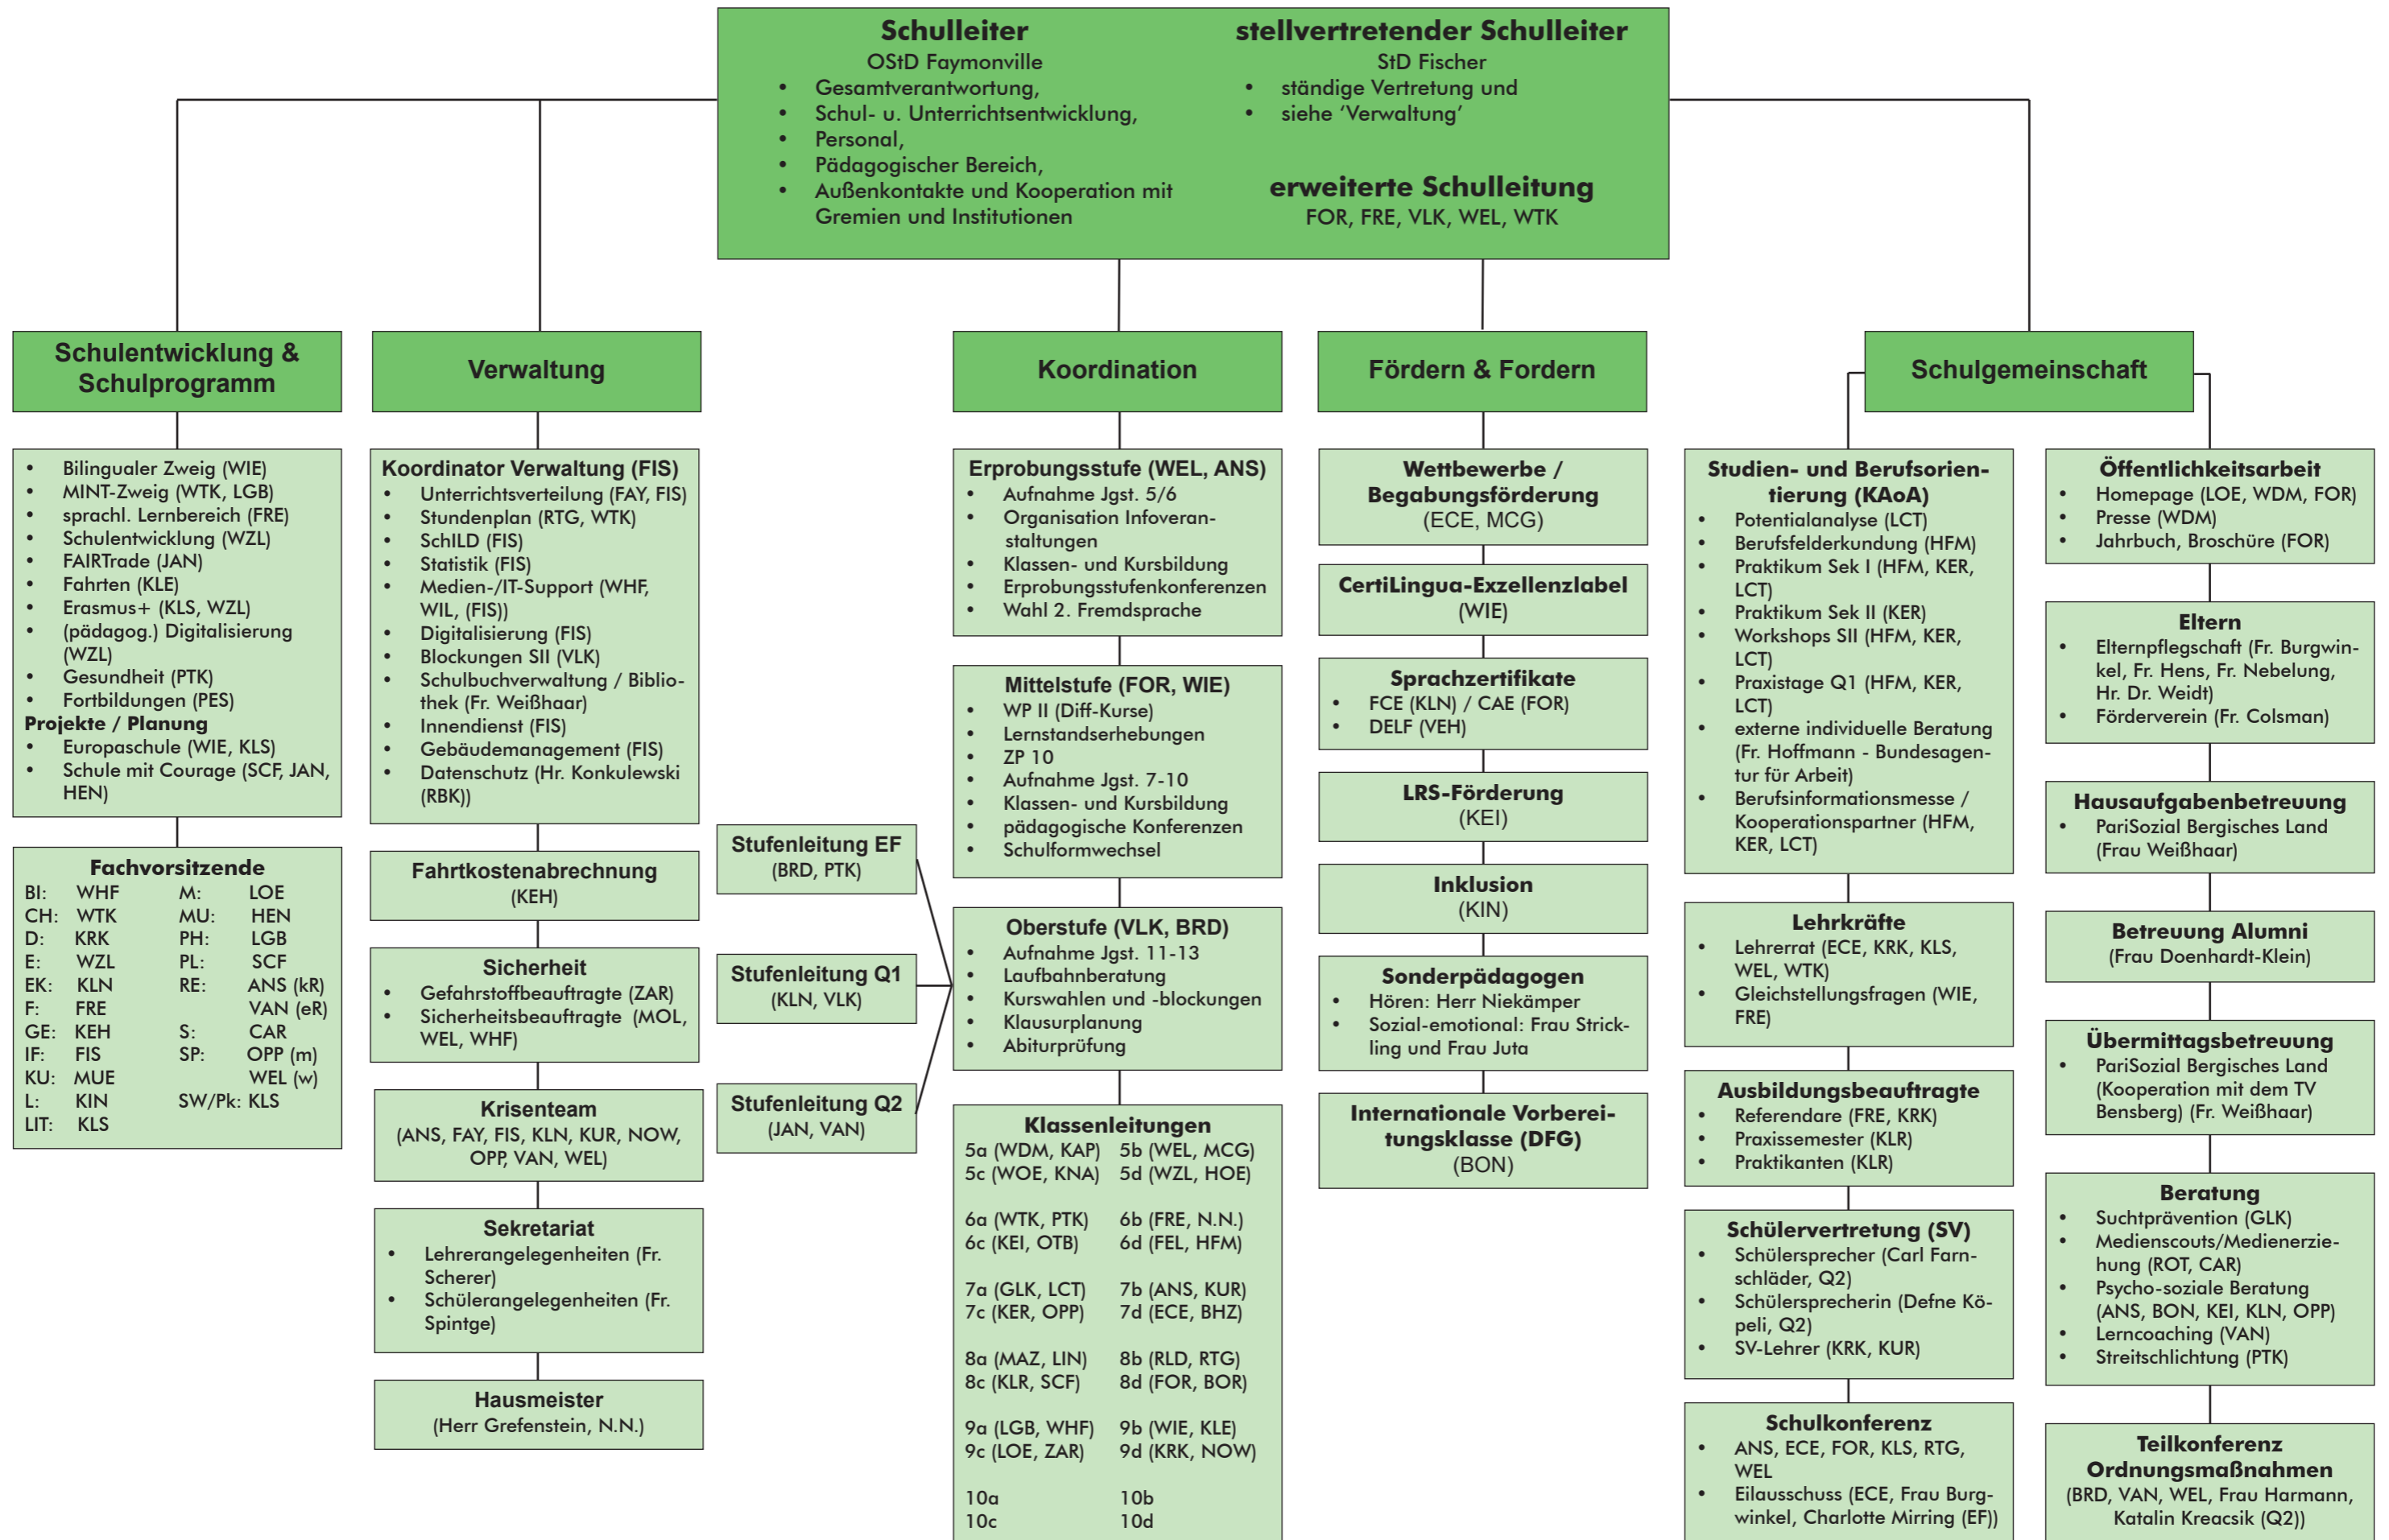 Schulleiter
OStD Faymonville
• Gesamtverantwortung,
• Schul- u. Unterrichtsentwicklung,
• Personal,
• Pädagogischer Bereich,
• Außenkontakte und Kooperation mit
Gremien und Institutionen
stellvertretender Schulleiter
StD Fischer
• ständige Vertretung und
• siehe ‘Verwaltung’
erweiterte Schulleitung
FOR, FRE, VLK, WEL, WTK
Schulentwicklung &
Schulprogramm
• Bilingualer Zweig (WIE)
• MINT-Zweig (WTK, LGB)
• sprachl. Lernbereich (FRE)
• Schulentwicklung (WZL)
• FAIRTrade (JAN)
• Fahrten (KLE)
• Erasmus+ (KLS, WZL)
• (pädagog.) Digitalisierung
(WZL)
• Gesundheit (PTK)
• Fortbildungen (PES)
Projekte / Planung
• Europaschule (WIE, KLS)
• Schule mit Courage (SCF, JAN,
HEN)
Fachvorsitzende
BI: WHF M: LOE
CH: WTK MU: HEN
D: KRK PH: LGB
E: WZL PL: SCF
EK: KLN RE: ANS (kR)
F: FRE VAN (eR)
GE: KEH S: CAR
IF: FIS SP: OPP (m)
KU: MUE WEL (w)
L: KIN SW/Pk: KLS
LIT: KLS
Verwaltung
Koordinator Verwaltung (FIS)
• Unterrichtsverteilung (FAY, FIS)
• Stundenplan (RTG, WTK)
• SchILD (FIS)
• Statistik (FIS)
• Medien-/IT-Support (WHF,
WIL, (FIS))
• Digitalisierung (FIS)
• Blockungen SII (VLK)
• Schulbuchverwaltung / Biblio-
thek (Fr. Weißhaar)
• Innendienst (FIS)
• Gebäudemanagement (FIS)
• Datenschutz (Hr. Konkulewski
(RBK))
Fahrtkostenabrechnung
(KEH)
Sicherheit
• Gefahrstoffbeauftragte (ZAR)
• Sicherheitsbeauftragte (MOL,
WEL, WHF)
Krisenteam
(ANS, FAY, FIS, KLN, KUR, NOW,
OPP, VAN, WEL)
Sekretariat
• Lehrerangelegenheiten (Fr.
Scherer)
• Schülerangelegenheiten (Fr.
Spintge)
Hausmeister
(Herr Grefenstein, N.N.)
Stufenleitung EF
(BRD, PTK)
Stufenleitung Q1
(KLN, VLK)
Stufenleitung Q2
(JAN, VAN)
Koordination
Erprobungsstufe (WEL, ANS)
• Aufnahme Jgst. 5/6
• Organisation Infoveran-
staltungen
• Klassen- und Kursbildung
• Erprobungsstufenkonferenzen
• Wahl 2. Fremdsprache
Mittelstufe (FOR, WIE)
• WP II (Diff-Kurse)
• Lernstandserhebungen
• ZP 10
• Aufnahme Jgst. 7-10
• Klassen- und Kursbildung
• pädagogische Konferenzen
• Schulformwechsel
Oberstufe (VLK, BRD)
• Aufnahme Jgst. 11-13
• Laufbahnberatung
• Kurswahlen und -blockungen
• Klausurplanung
• Abiturprüfung
Klassenleitungen
5a (WDM, KAP) 5b (WEL, MCG)
5c (WOE, KNA) 5d (WZL, HOE)
6a (WTK, PTK) 6b (FRE, N.N.)
6c (KEI, OTB) 6d (FEL, HFM)
7a (GLK, LCT) 7b (ANS, KUR)
7c (KER, OPP) 7d (ECE, BHZ)
8a (MAZ, LIN) 8b (RLD, RTG)
8c (KLR, SCF) 8d (FOR, BOR)
9a (LGB, WHF) 9b (WIE, KLE)
9c (LOE, ZAR) 9d (KRK, NOW)
10a 10b
10c 10d
Fördern & Fordern
Wettbewerbe /
Begabungsförderung
(ECE, MCG)
CertiLingua-Exzellenzlabel
(WIE)
Sprachzertifikate
• FCE (KLN) / CAE (FOR)
• DELF (VEH)
LRS-Förderung
(KEI)
Inklusion
(KIN)
Sonderpädagogen
• Hören: Herr Niekämper
• Sozial-emotional: Frau Strick-
ling und Frau Juta
Internationale Vorberei-
tungsklasse (DFG)
(BON)
Schulgemeinschaft
Studien- und Berufsorien-
tierung (KAoA)
• Potentialanalyse (LCT)
• Berufsfelderkundung (HFM)
• Praktikum Sek I (HFM, KER,
LCT)
• Praktikum Sek II (KER)
• Workshops SII (HFM, KER,
LCT)
• Praxistage Q1 (HFM, KER,
LCT)
• externe individuelle Beratung
(Fr. Hoffmann - Bundesagen-
tur für Arbeit)
• Berufsinformationsmesse /
Kooperationspartner (HFM,
KER, LCT)
Lehrkräfte
• Lehrerrat (ECE, KRK, KLS,
WEL, WTK)
• Gleichstellungsfragen (WIE,
FRE)
Ausbildungsbeauftragte
• Referendare (FRE, KRK)
• Praxissemester (KLR)
• Praktikanten (KLR)
Schülervertretung (SV)
• Schülersprecher (Carl Farn-
schläder, Q2)
• Schülersprecherin (Defne Kö-
peli, Q2)
• SV-Lehrer (KRK, KUR)
Schulkonferenz
• ANS, ECE, FOR, KLS, RTG,
WEL
• Eilausschuss (ECE, Frau Burg-
winkel, Charlotte Mirring (EF))
Öffentlichkeitsarbeit
• Homepage (LOE, WDM, FOR)
• Presse (WDM)
• Jahrbuch, Broschüre (FOR)
Eltern
• Elternpflegschaft (Fr. Burgwin-
kel, Fr. Hens, Fr. Nebelung,
Hr. Dr. Weidt)
• Förderverein (Fr. Colsman)
Hausaufgabenbetreuung
• PariSozial Bergisches Land
(Frau Weißhaar)
Betreuung Alumni
(Frau Doenhardt-Klein)
Übermittagsbetreuung
• PariSozial Bergisches Land
(Kooperation mit dem TV
Bensberg) (Fr. Weißhaar)
Beratung
• Suchtprävention (GLK)
• Medienscouts/Medienerzie-
hung (ROT, CAR)
• Psycho-soziale Beratung
(ANS, BON, KEI, KLN, OPP)
• Lerncoaching (VAN)
• Streitschlichtung (PTK)
Teilkonferenz
Ordnungsmaßnahmen
(BRD, VAN, WEL, Frau Harmann,
Katalin Kreacsik (Q2))